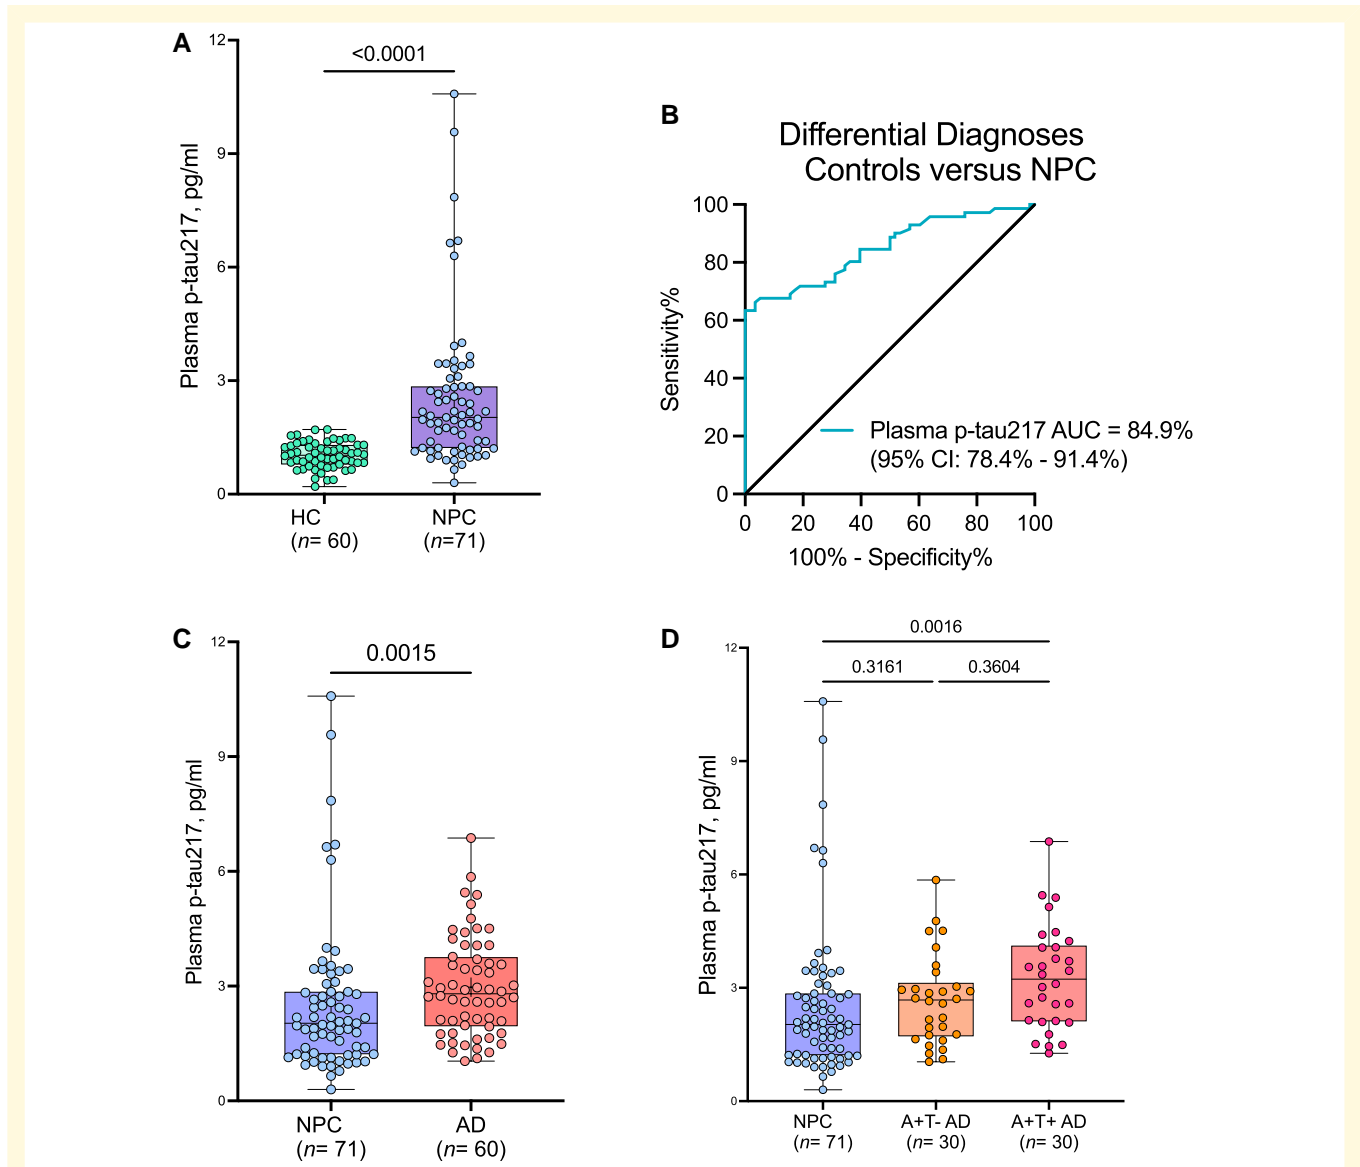 A
<0.0001
12
9
6
3
0
Plasma p-tau217, pg/ml
HC
(n= 60)
NPC
(n=71)
B
Differential Diagnoses
Controls versus NPC
100
80
60
40
20
0
Sensitivity%
Plasma p-tau217 AUC = 84.9%
(95% CI: 78.4% - 91.4%)
0 20 40 60 80 100
100% - Specificity%
C
0.0015
12
9
6
3
0
Plasma p-tau217, pg/ml
NPC
(n= 71)
AD
(n= 60)
D
0.0016
0.3161
0.3604
12
9
6
3
0
Plasma p-tau217, pg/ml
NPC
(n= 71)
A+T- AD
(n= 30)
A+T+ AD
(n= 30)